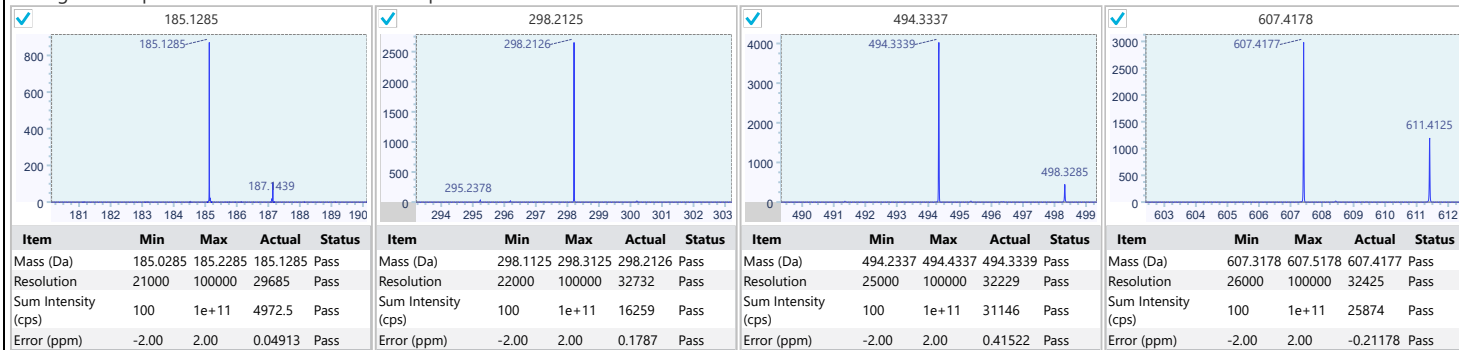 185.1285
185.1285
800
600
400
200
0
187.1439
181 182 183 184 185 186 187 188 189 190
Item Min Max Actual Status
Mass (Da) 185.0285 185.2285 185.1285 Pass
Resolution 21000 100000 29685 Pass
Sum Intensity (cps) 100 1e+11 4972.5 Pass
Error (ppm) -2.00 2.00 0.04913 Pass
298.2125
298.2126
2500
2000
1500
1000
500
0
295.2378
294 295 296 297 298 299 300 301 302 303
Item Min Max Actual Status
Mass (Da) 298.1125 298.3125 298.2126 Pass
Resolution 22000 100000 32732 Pass
Sum Intensity (cps) 100 1e+11 16259 Pass
Error (ppm) -2.00 2.00 0.1787 Pass
494.3337
494.3339
4000
3000
2000
1000
0
498.3285
490 491 492 493 494 495 496 497 498 499
Item Min Max Actual Status
Mass (Da) 494.2337 494.4337 494.3339 Pass
Resolution 25000 100000 32229 Pass
Sum Intensity (cps) 100 1e+11 31146 Pass
Error (ppm) -2.00 2.00 0.41522 Pass
607.4178
607.4177
3000
2500
2000
1500
1000
500
0
611.4125
603 604 605 606 607 608 609 610 611 612
Item Min Max Actual Status
Mass (Da) 607.3178 607.5178 607.4177 Pass
Resolution 26000 100000 32425 Pass
Sum Intensity (cps) 100 1e+11 25874 Pass
Error (ppm) -2.00 2.00 -0.21178 Pass